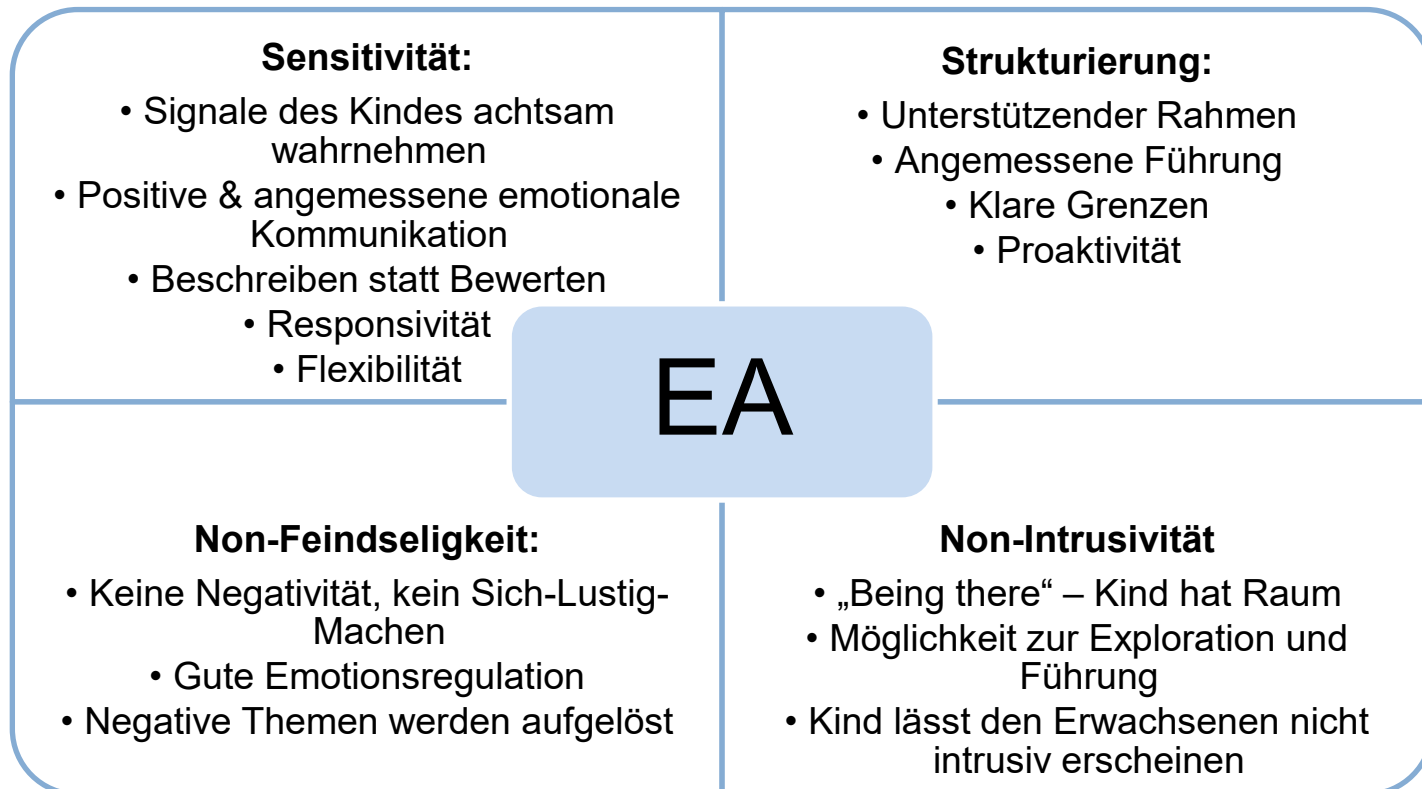 Sensitivität:
• Signale des Kindes achtsam
wahrnehmen
• Positive & angemessene emotionale
Kommunikation
• Beschreiben statt Bewerten
• Responsivität
• Flexibilität
Strukturierung:
• Unterstützender Rahmen
• Angemessene Führung
• Klare Grenzen
• Proaktivität
EA
Non-Feindseligkeit:
• Keine Negativität, kein Sich-Lustig-
Machen
• Gute Emotionsregulation
• Negative Themen werden aufgelöst
Non-Intrusivität
• „Being there“ – Kind hat Raum
• Möglichkeit zur Exploration und
Führung
• Kind lässt den Erwachsenen nicht
intrusiv erscheinen